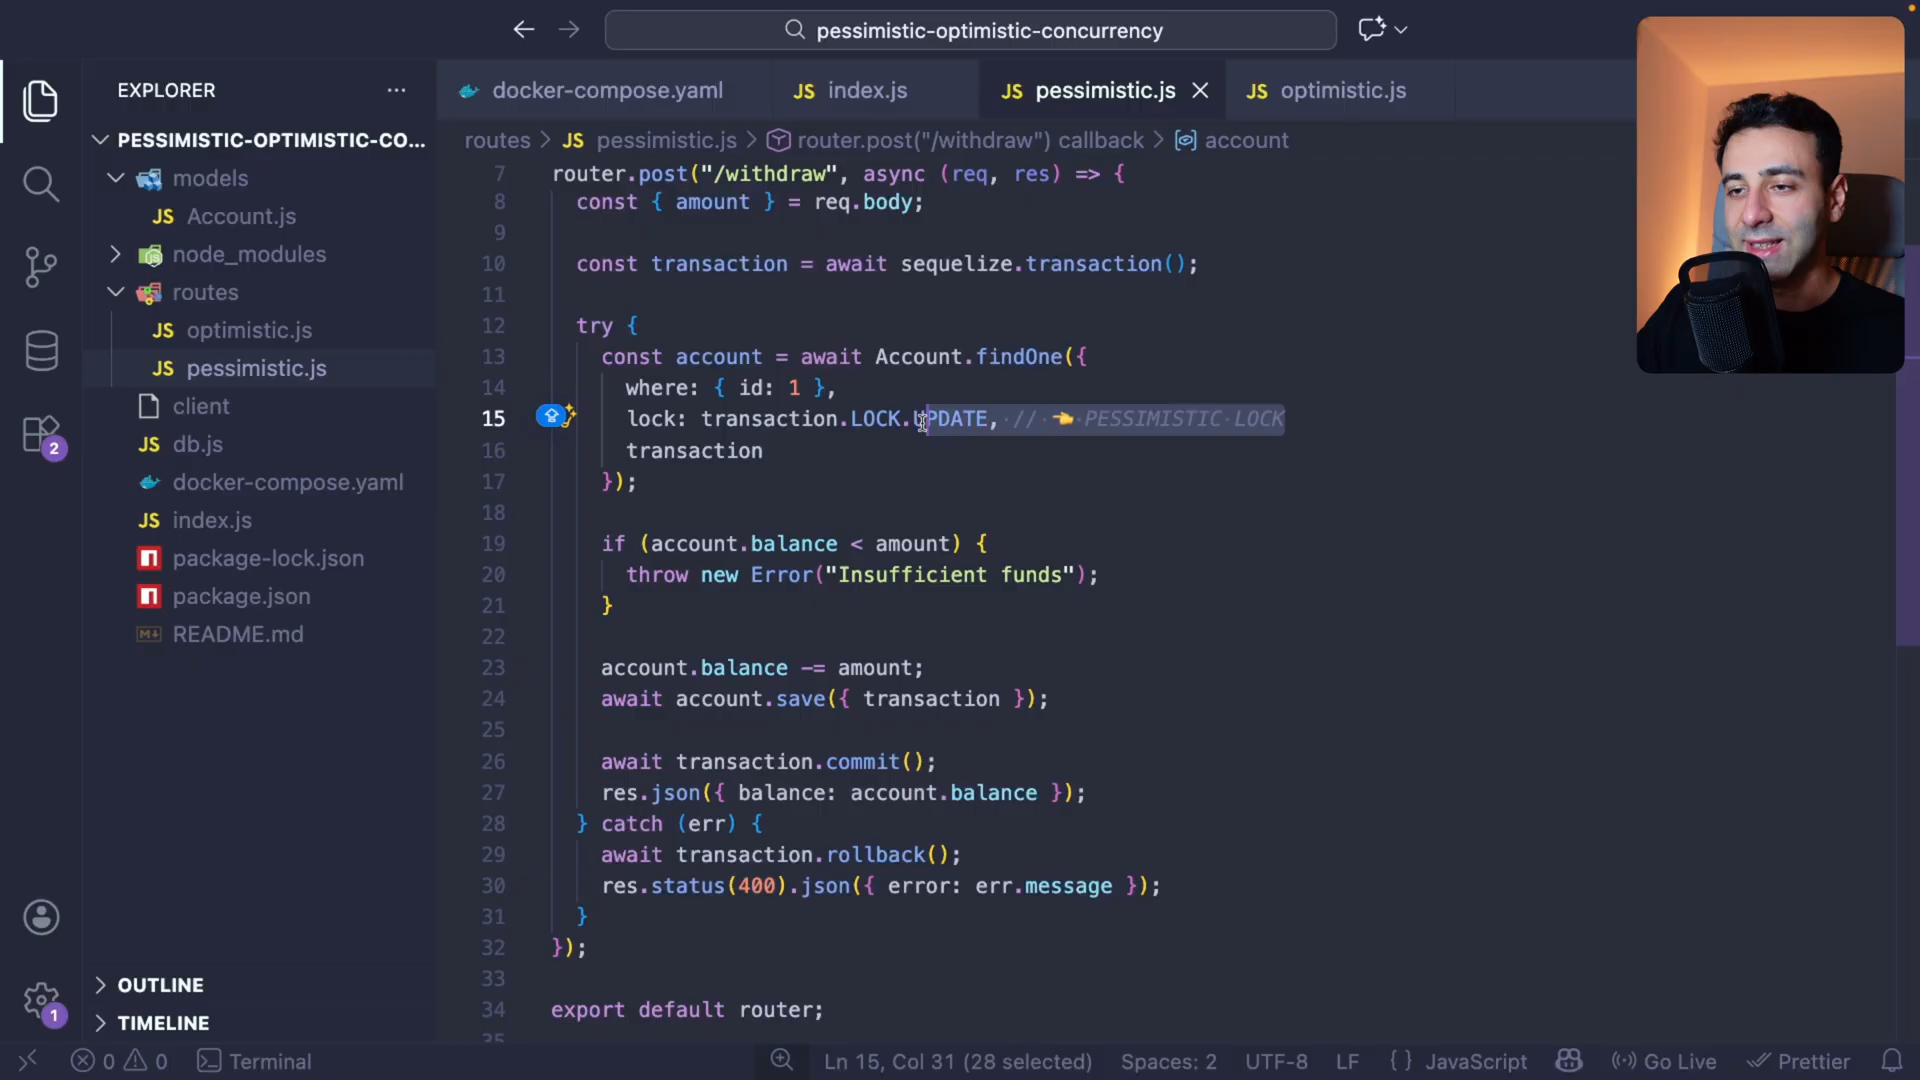 pessimistic-optimistic-concurrency
EXPLORER
docker-compose.yaml
JS index.js
JS pessimistic.js
JS optimistic.js
PESSIMISTIC-OPTIMISTIC-CO...
models
JS Account.js
node_modules
routes
JS optimistic.js
JS pessimistic.js
client
JS db.js
docker-compose.yaml
JS index.js
package-lock.json
package.json
README.md
OUTLINE
TIMELINE
2
1
routes > JS pessimistic.js > router.post("/withdraw") callback > account
7 router.post("/withdraw", async (req, res) => {
8 const { amount } = req.body;
9
10 const transaction = await sequelize.transaction();
11
12 try {
13 const account = await Account.findOne({
14 where: { id: 1 },
15 lock: transaction.LOCK.UPDATE, // 👈 PESSIMISTIC LOCK
16 transaction
17 });
18
19 if (account.balance < amount) {
20 throw new Error("Insufficient funds");
21 }
22
23 account.balance -= amount;
24 await account.save({ transaction });
25
26 await transaction.commit();
27 res.json({ balance: account.balance });
28 } catch (err) {
29 await transaction.rollback();
30 res.status(400).json({ error: err.message });
31 }
32 });
33
34 export default router;
35
0 0 Terminal
Ln 15, Col 31 (28 selected) Spaces: 2 UTF-8 LF { } JavaScript Go Live Prettier